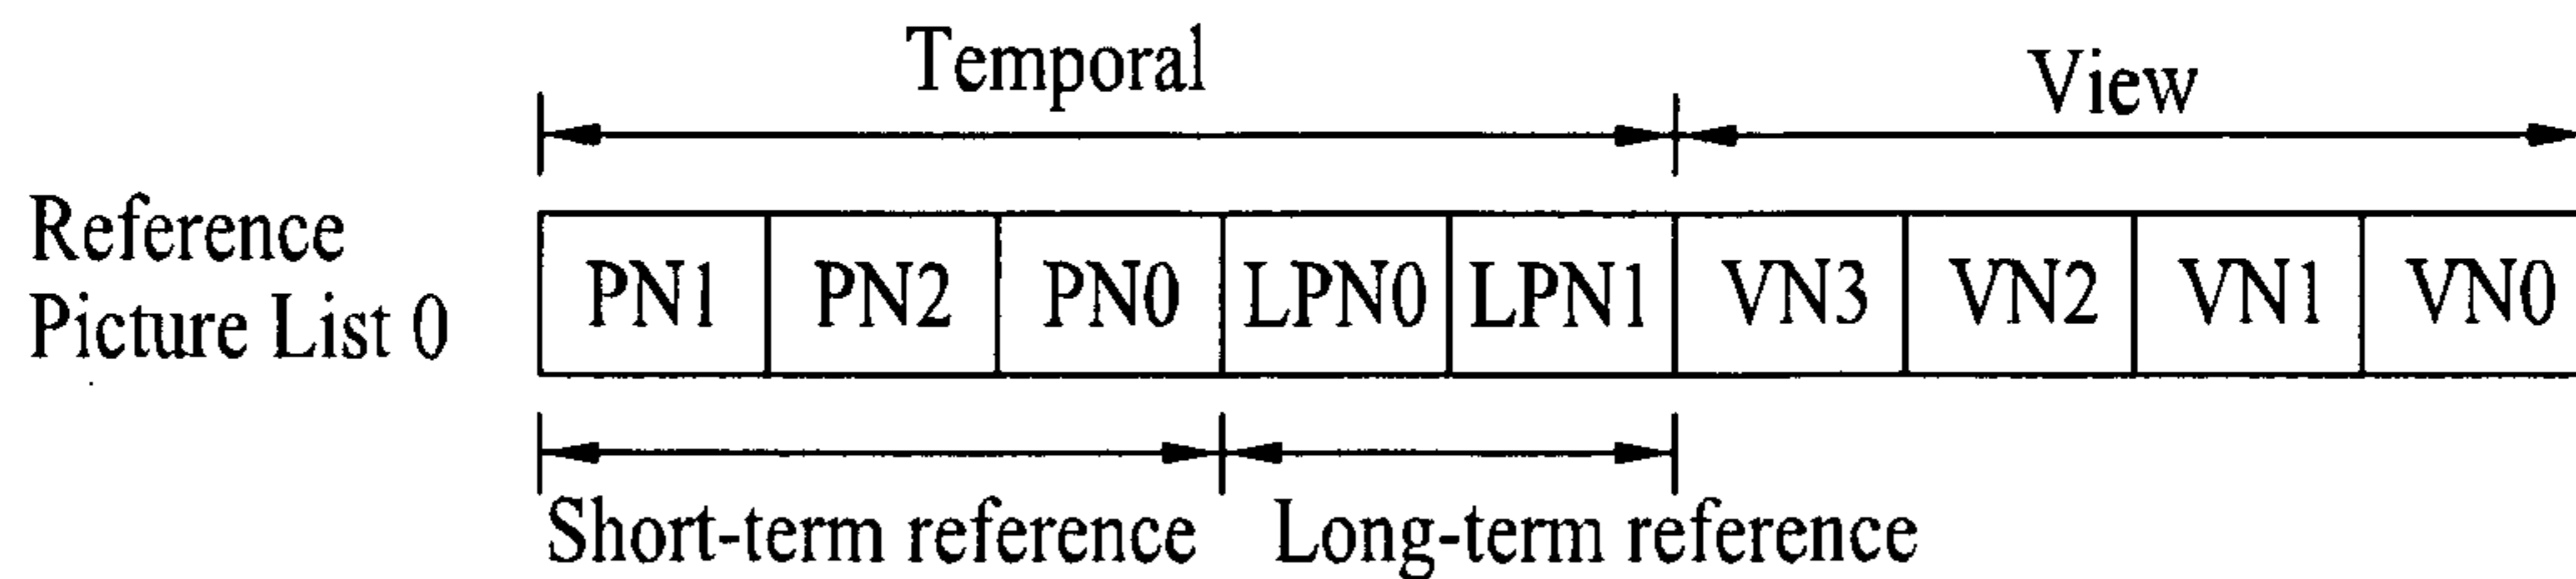 Temporal
View
Reference
Picture List 0
PN1 PN2 PN0 LPN0 LPN1 VN3 VN2 VN1 VN0
Short-term reference Long-term reference